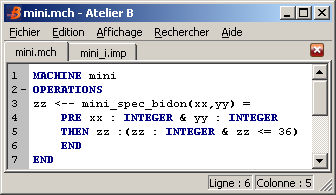 mini.mch - Atelier B
Fichier Edition Affichage Rechercher Aide
mini.mch mini_i.imp
1 MACHINE mini
2 - OPERATIONS
3 zz <-- mini_spec_bidon(xx,yy) =
4 PRE xx : INTEGER & yy : INTEGER
5 THEN zz :(zz : INTEGER & zz <= 36)
6 END
7 END
Ligne : 6 Colonne : 5